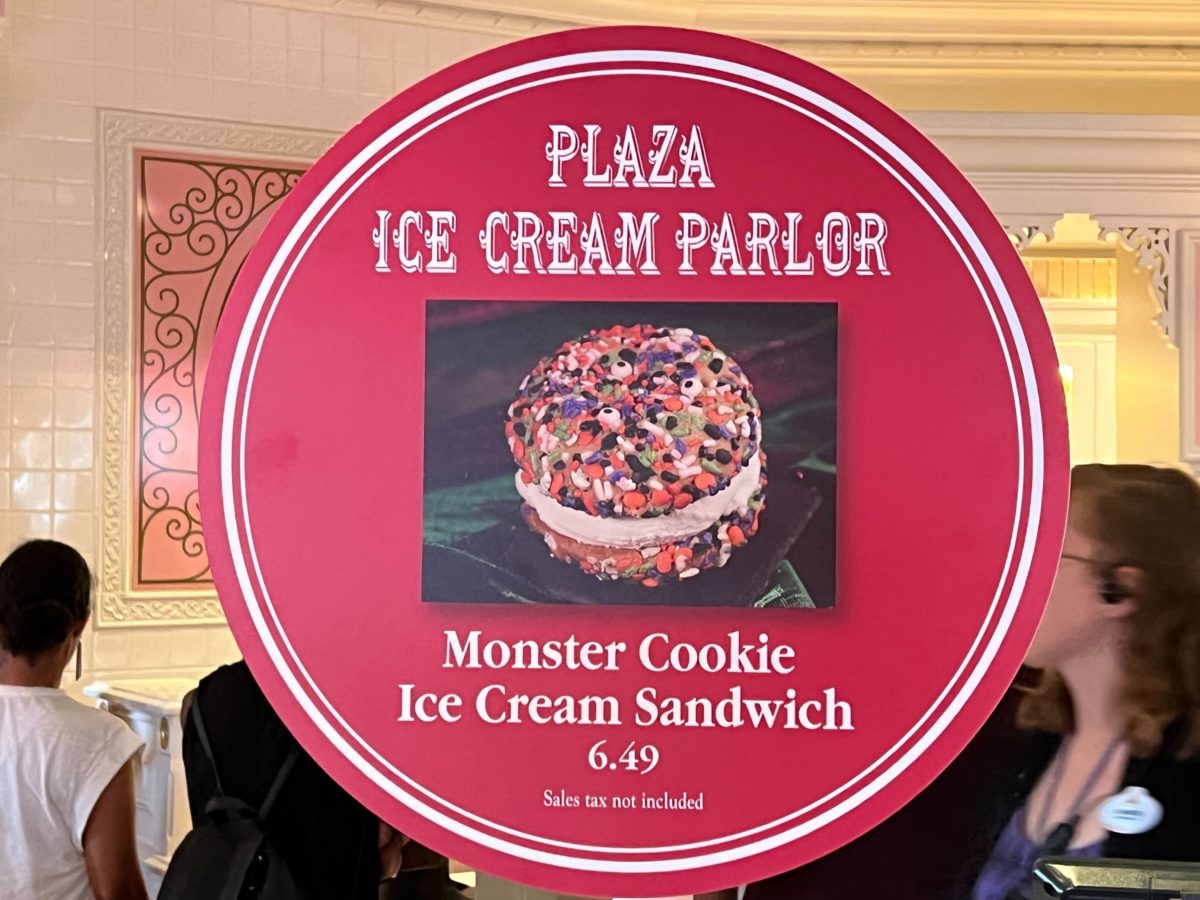 PLAZA
ICE CREAM PARLOR
Monster Cookie
Ice Cream Sandwich
6.49
Sales tax not included